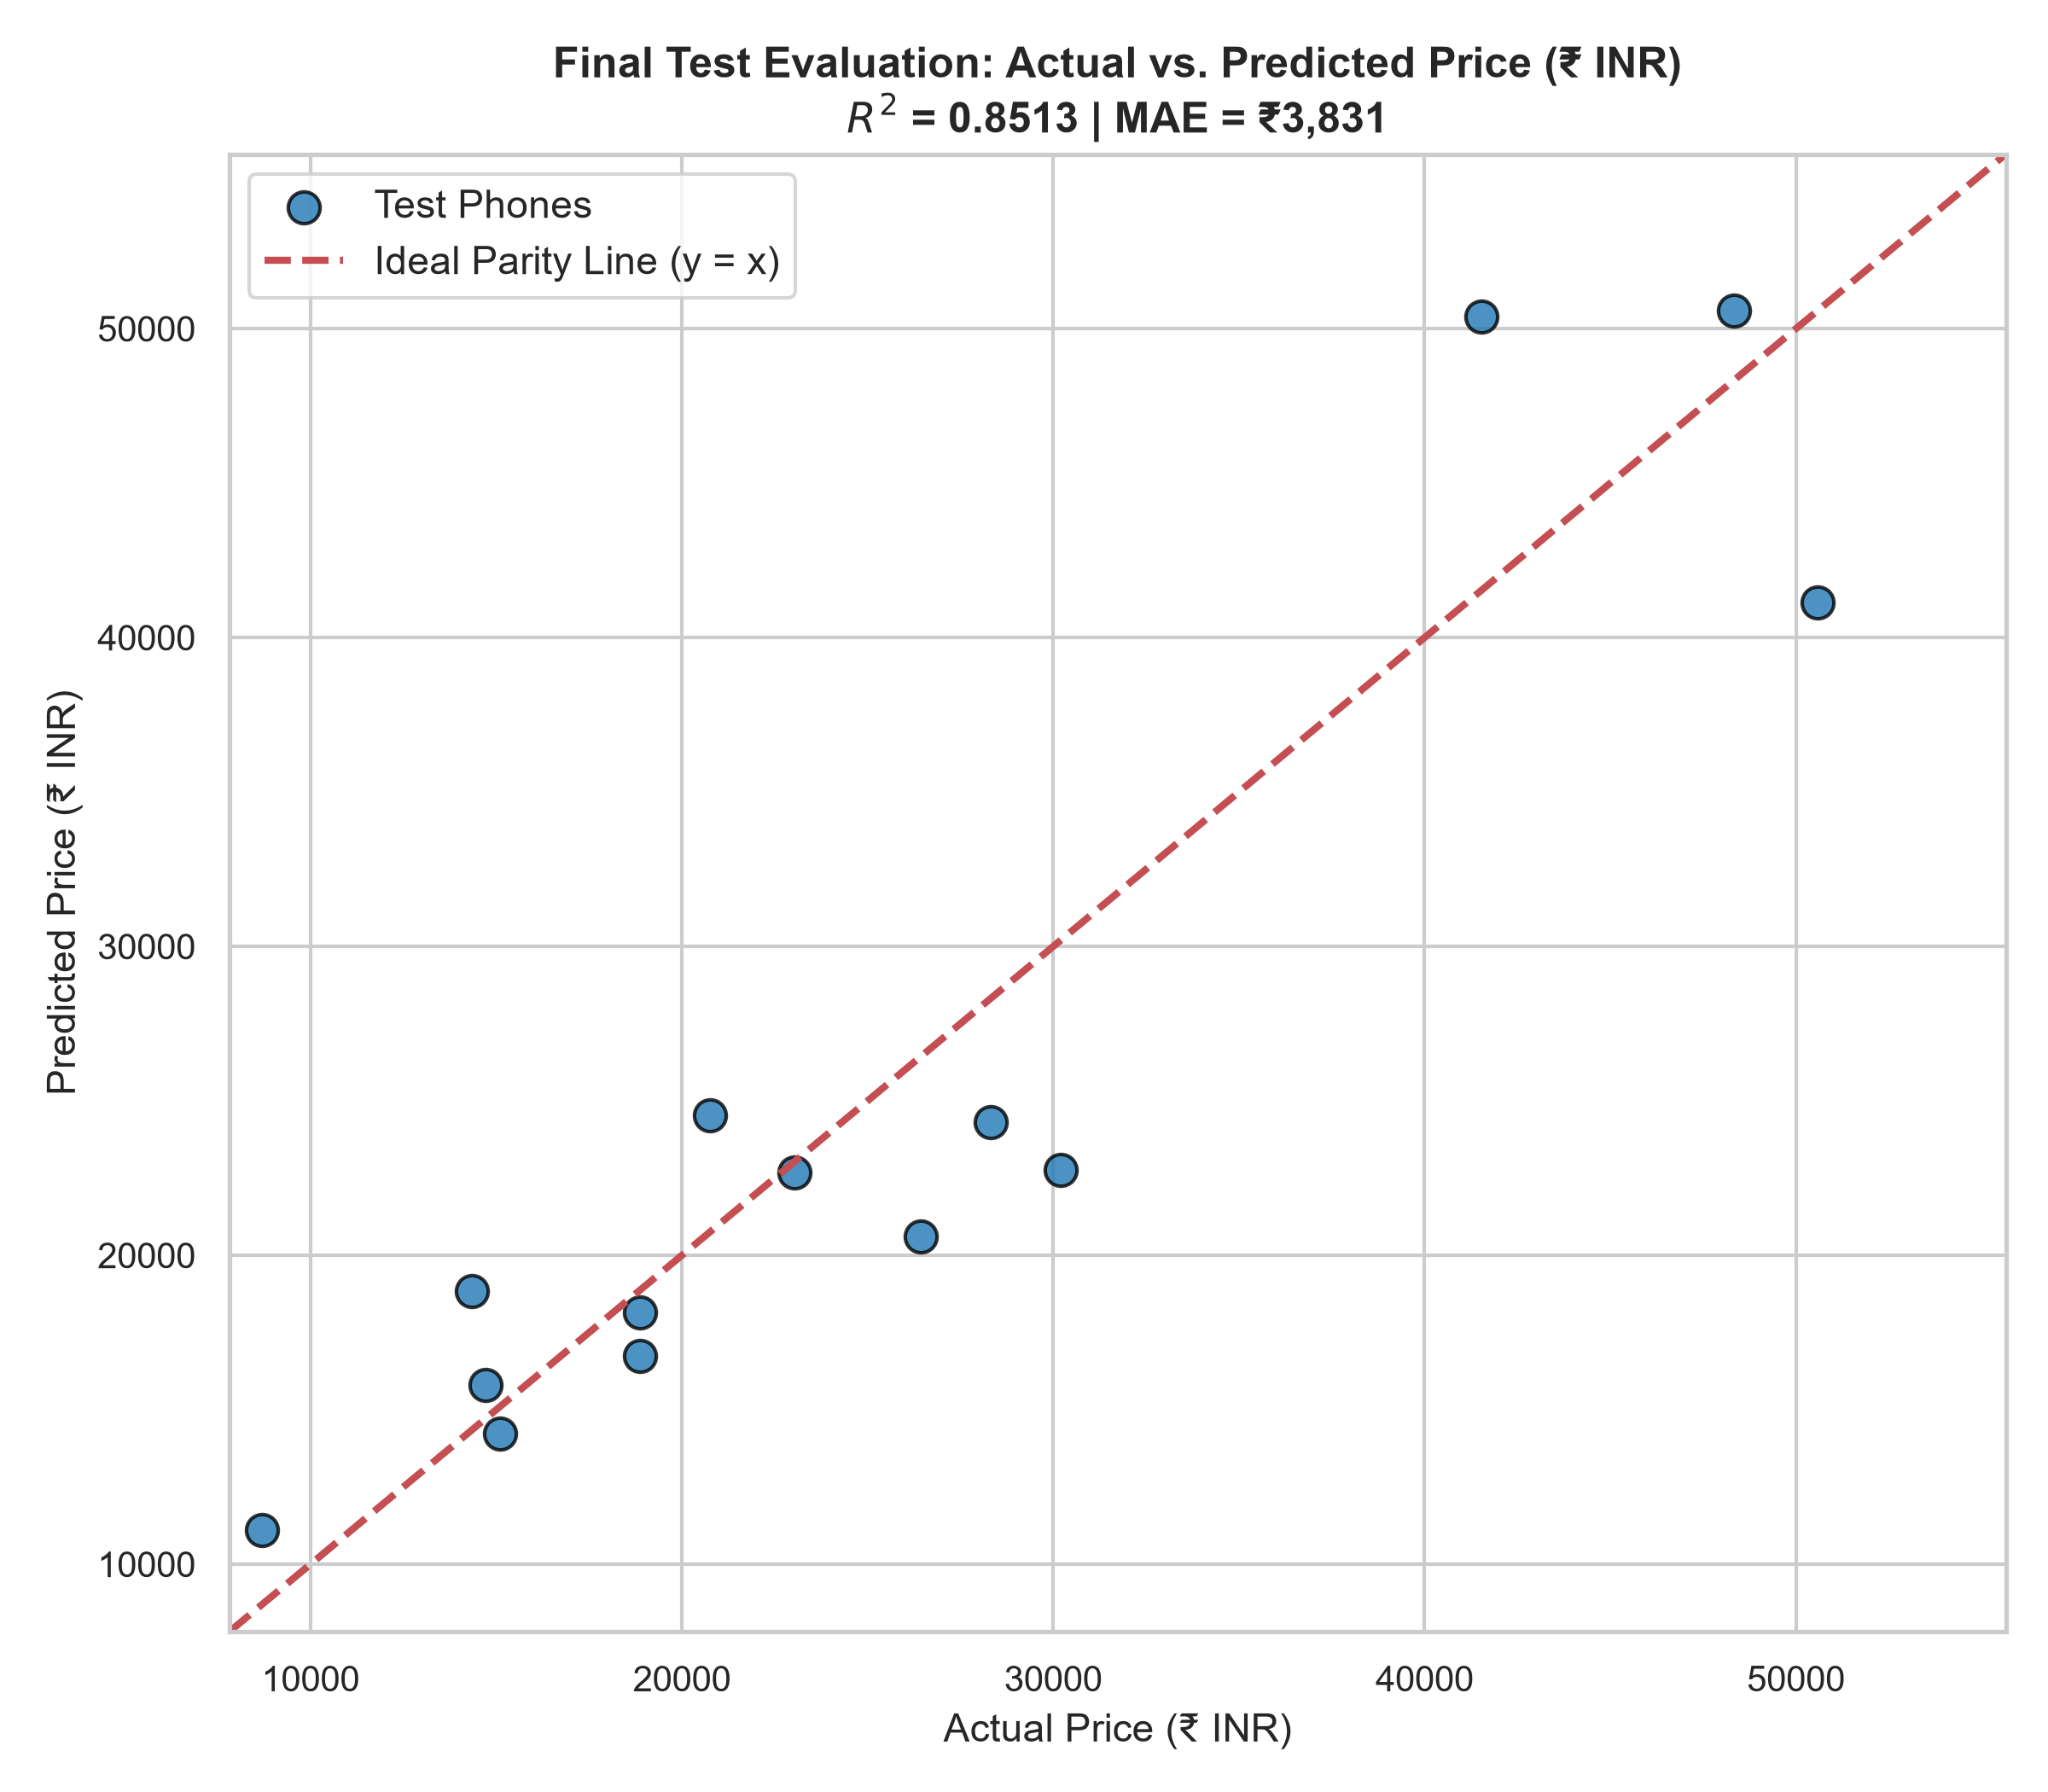 Final Test Evaluation: Actual vs. Predicted Price (₹ INR)
R² = 0.8513 | MAE = ₹3,831
Test Phones
Ideal Parity Line (y = x)
50000
40000
30000
20000
10000
Predicted Price (₹ INR)
10000 20000 30000 40000 50000
Actual Price (₹ INR)